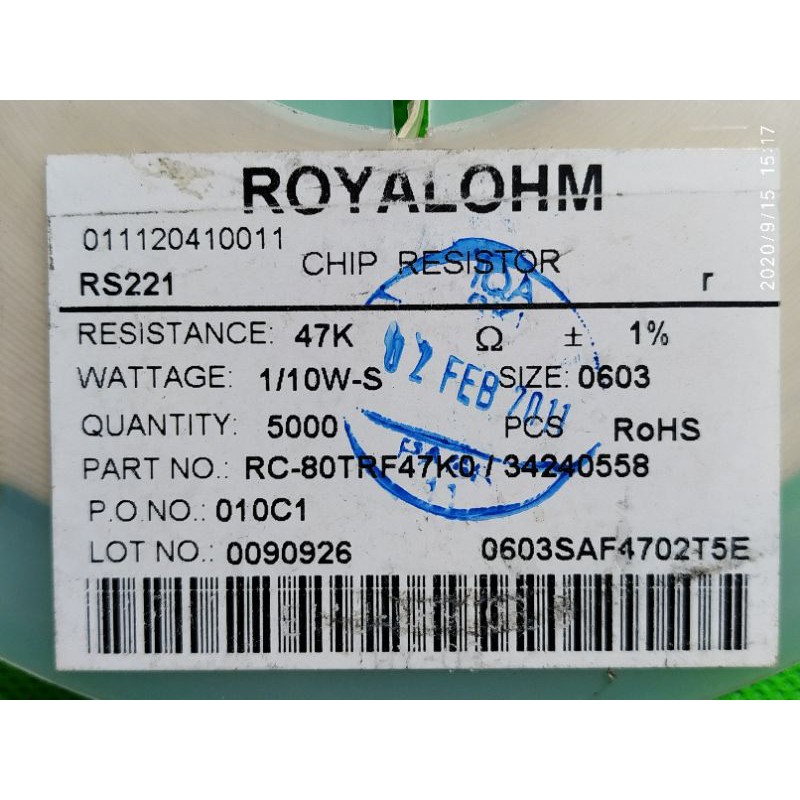 ROYALOHM
011120410011
CHIP RESISTOR
RS221 r
RESISTANCE: 47K Ω ± 1%
WATTAGE: 1/10W-S SIZE: 0603
QUANTITY: 5000 PCS RoHS
PART NO.: RC-80TRF47K0 / 34240558
P.O.NO.: 010C1
LOT NO.: 0090926 0603SAF4702T5E
IQA
02 FEB 2011
2020/9/15 15:17